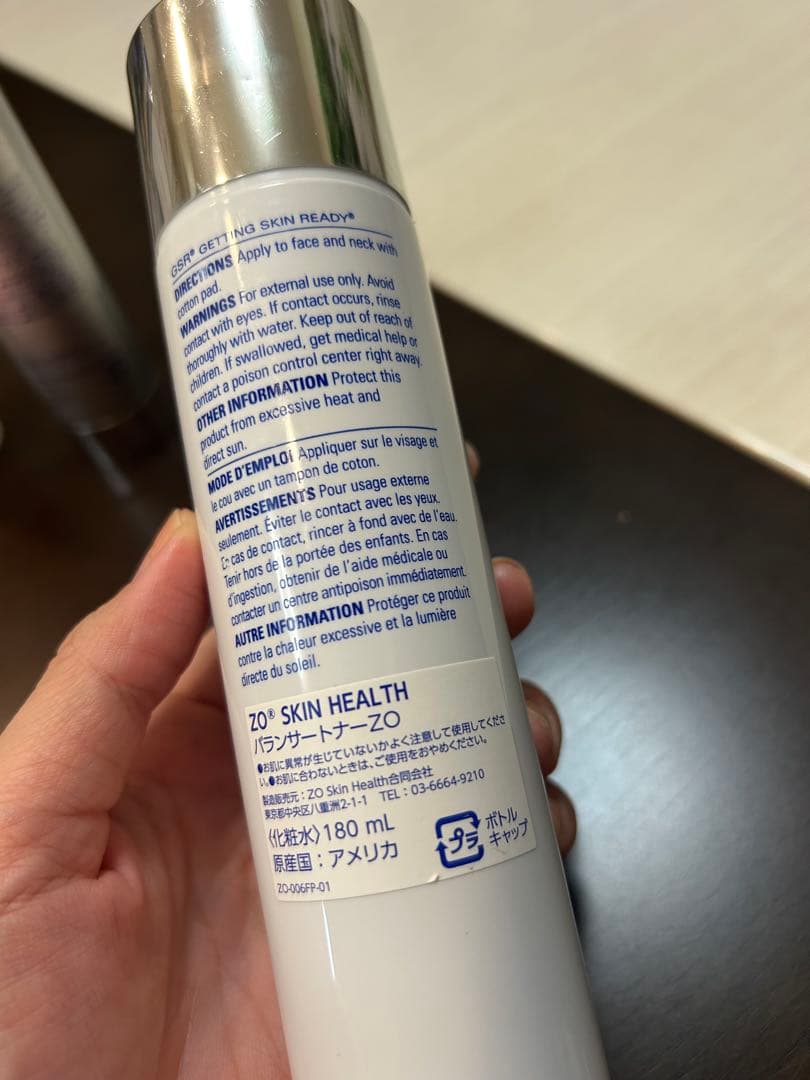 GSR® GETTING SKIN READY®
DIRECTIONS Apply to face and neck with
cotton pad.
WARNINGS For external use only. Avoid
contact with eyes. If contact occurs, rinse
thoroughly with water. Keep out of reach of
children. If swallowed, get medical help or
contact a poison control center right away.
OTHER INFORMATION Protect this
product from excessive heat and
direct sun.
MODE D'EMPLOI Appliquer sur le visage et
le cou avec un tampon de coton.
AVERTISSEMENTS Pour usage externe
seulement. Éviter le contact avec les yeux.
En cas de contact, rincer à fond avec de l'eau.
Tenir hors de la portée des enfants. En cas
d'ingestion, obtenir de l'aide médicale ou
contacter un centre antipoison immédiatement.
AUTRE INFORMATION Protéger ce produit
contre la chaleur excessive et la lumière
directe du soleil.
ZO® SKIN HEALTH
バランサートナーZO
●お肌に異常が生じていないかよく注意して使用してくださ
い。●お肌に合わないときは、ご使用をおやめください。
製造販売元：ZO Skin Health合同会社
東京都中央区八重洲2-1-1 TEL：03-6664-9210
〈化粧水〉180 mL
原産国：アメリカ
プラ
ボトル
キャップ
ZO-006FP-01